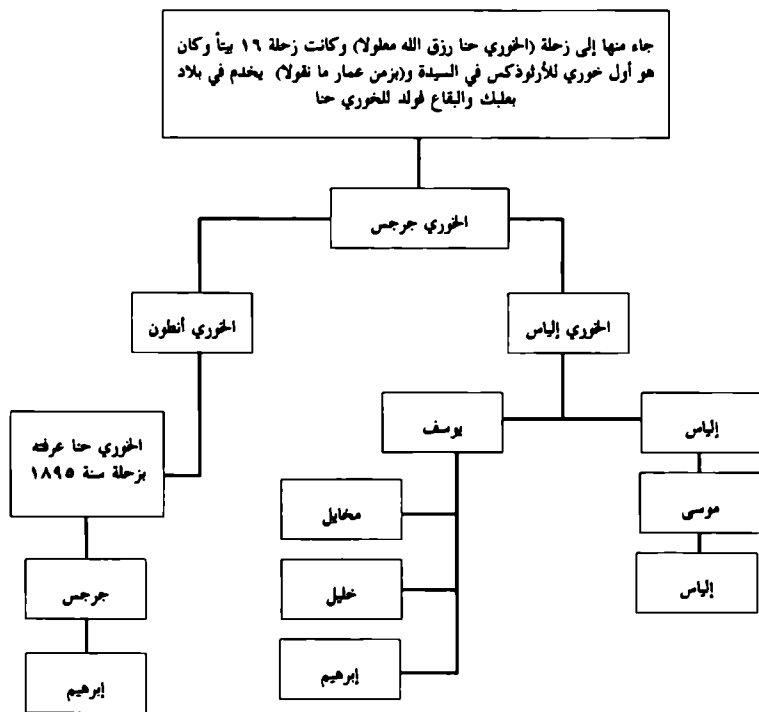 جاء منها إلى زحلة (الخوري حنا رزق الله معلولا) وكانت زحلة ١٦ بيتاً وكان
هو أول خوري للأرثوذكس في السيدة و(بزمن عمار ما نقولا) يخدم في بلاد
بعلبك والبقاع فولد للخوري حنا
الخوري جرجس
الخوري إلياس
الخوري أنطون
إلياس
يوسف
الخوري حنا عرفته
بزحلة سنة ١٨٩٥
موسى
مخايل
إلياس
خليل
جرجس
إبرهيم
إبرهيم